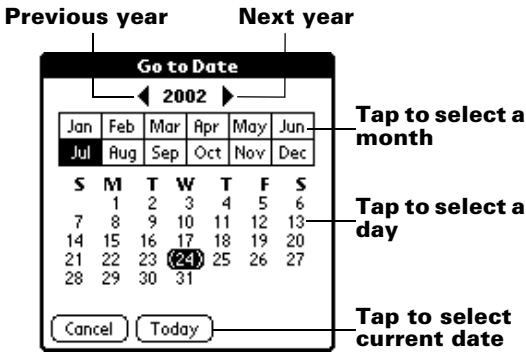 Previous year Next year
Go to Date
2002
Jan Feb Mar Apr May Jun
Jul Aug Sep Oct Nov Dec
Tap to select a
month
S M T W T F S
1 2 3 4 5 6
7 8 9 10 11 12 13
14 15 16 17 18 19 20
21 22 23 24 25 26 27
28 29 30 31
Tap to select a
day
Cancel Today
Tap to select
current date